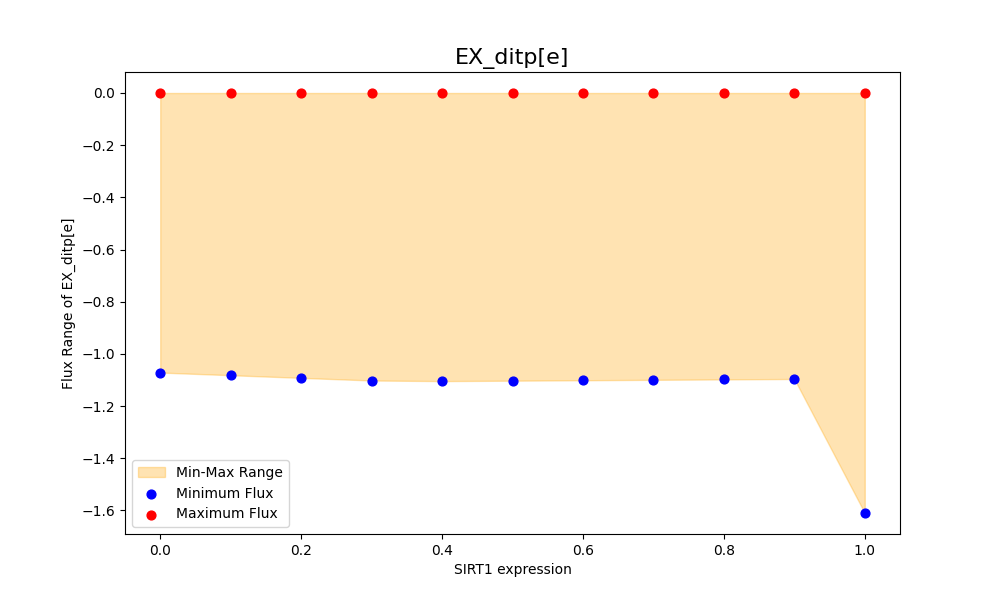 EX_ditp[e]
Flux Range of EX_ditp[e]
0.0
−0.2
−0.4
−0.6
−0.8
−1.0
−1.2
−1.4
−1.6
Min-Max Range
Minimum Flux
Maximum Flux
0.0 0.2 0.4 0.6 0.8 1.0
SIRT1 expression